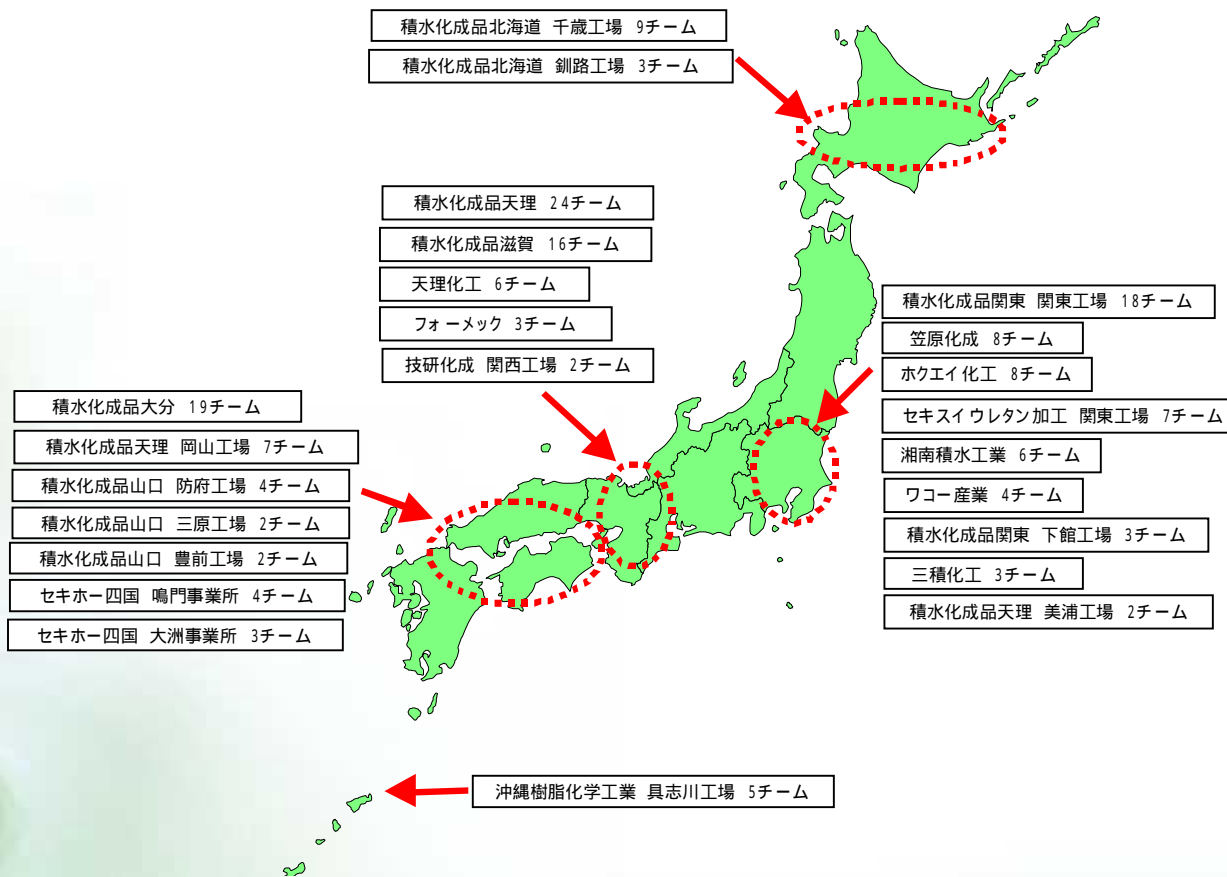 積水化成品北海道 千歳工場 9チーム
積水化成品北海道 釧路工場 3チーム
積水化成品天理 24チーム
積水化成品滋賀 16チーム
天理化工 6チーム
フォーメック 3チーム
技研化成 関西工場 2チーム
積水化成品関東 関東工場 18チーム
笠原化成 8チーム
ホクエイ化工 8チーム
セキスイウレタン加工 関東工場 7チーム
湘南積水工業 6チーム
ワコー産業 4チーム
積水化成品関東 下館工場 3チーム
三積化工 3チーム
積水化成品天理 美浦工場 2チーム
積水化成品大分 19チーム
積水化成品天理 岡山工場 7チーム
積水化成品山口 防府工場 4チーム
積水化成品山口 三原工場 2チーム
積水化成品山口 豊前工場 2チーム
セキホー四国 鳴門事業所 4チーム
セキホー四国 大洲事業所 3チーム
沖縄樹脂化学工業 具志川工場 5チーム